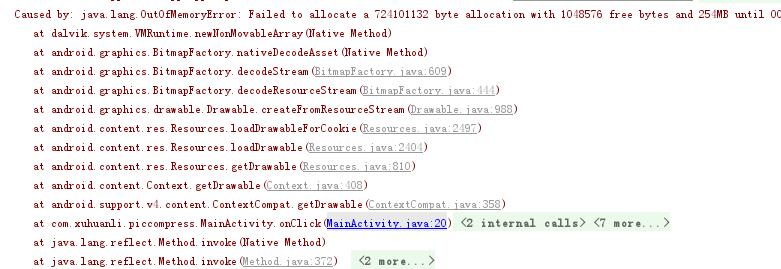 Caused by: java.lang.OutOfMemoryError: Failed to allocate a 724101132 byte allocation with 1048576 free bytes and 254MB until OO
at dalvik.system.VMRuntime.newNonMovableArray(Native Method)
at android.graphics.BitmapFactory.nativeDecodeAsset(Native Method)
at android.graphics.BitmapFactory.decodeStream(BitmapFactory.java:609)
at android.graphics.BitmapFactory.decodeResourceStream(BitmapFactory.java:444)
at android.graphics.drawable.Drawable.createFromResourceStream(Drawable.java:988)
at android.content.res.Resources.loadDrawableForCookie(Resources.java:2497)
at android.content.res.Resources.loadDrawable(Resources.java:2404)
at android.content.res.Resources.getDrawable(Resources.java:810)
at android.content.Context.getDrawable(Context.java:408)
at android.support.v4.content.ContextCompat.getDrawable(ContextCompat.java:358)
at com.xuhuanli.piccompress.MainActivity.onClick(MainActivity.java:20) <2 internal calls> <7 more...>
at java.lang.reflect.Method.invoke(Native Method)
at java.lang.reflect.Method.invoke(Method.java:372) <2 more...>